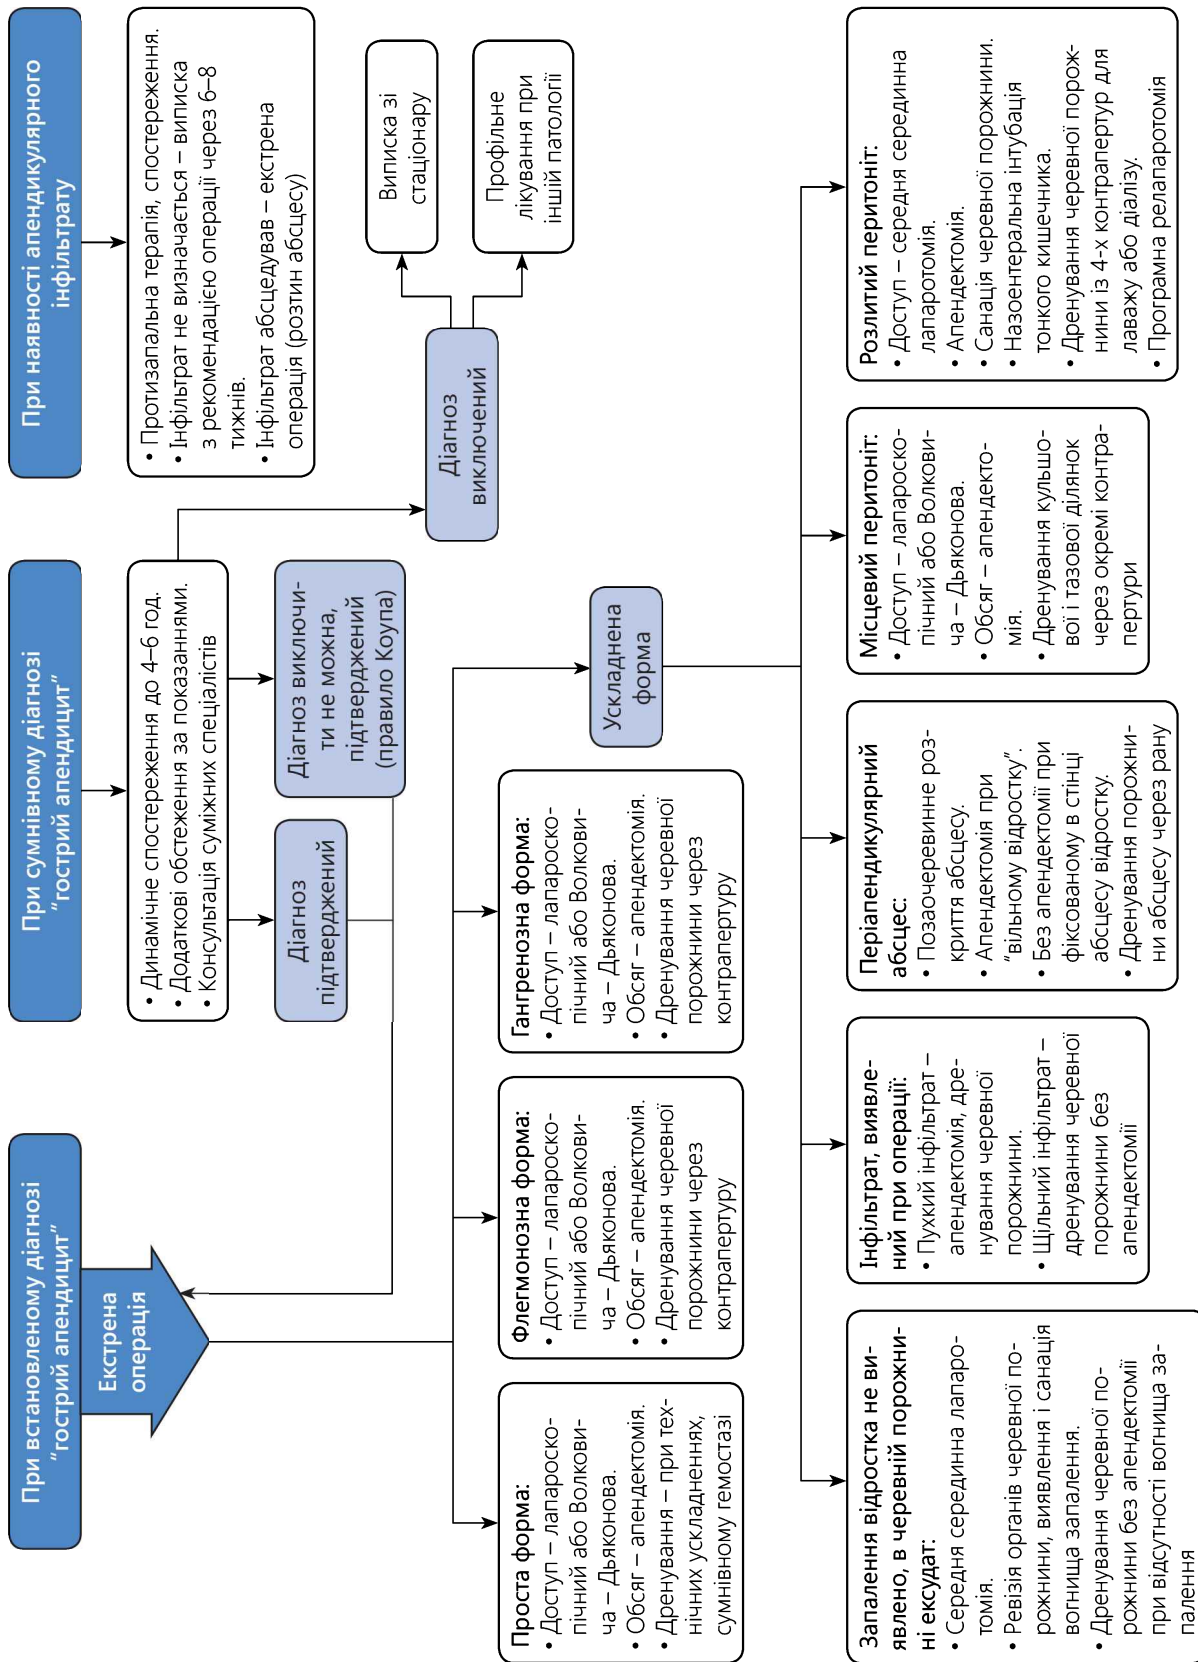 При встановленому діагнозі
“гострий апендицит”
Екстрена
операція
При сумнівному діагнозі
“гострий апендицит”
• Динамічне спостереження до 4–6 год.
• Додаткові обстеження за показаннями.
• Консультація суміжних спеціалістів
Діагноз
підтверджений
Діагноз виключи-
ти не можна,
підтверджений
(правило Коупа)
При наявності апендикулярного
інфільтрату
• Протизапальна терапія, спостереження.
• Інфільтрат не визначається – виписка
з рекомендацією операції через 6–8
тижнів.
• Інфільтрат абсцедував – екстрена
операція (розтин абсцесу)
Діагноз
виключений
Виписка зі
стаціонару
Профільне
лікування при
іншій патології
Проста форма:
• Доступ – лапароско-
пічний або Волкови-
ча – Дьяконова.
• Обсяг – апендектомія.
• Дренування – при тех-
нічних ускладненнях,
сумнівному гемостазі
Флегмонозна форма:
• Доступ – лапароско-
пічний або Волкови-
ча – Дьяконова.
• Обсяг – апендектомія.
• Дренування черевної
порожнини через
контрапертуру
Гангренозна форма:
• Доступ – лапароско-
пічний або Волкови-
ча – Дьяконова.
• Обсяг – апендектомія.
• Дренування черевної
порожнини через
контрапертуру
Ускладнена
форма
Запалення відростка не ви-
явлено, в черевній порожни-
ні ексудат:
• Середня серединна лапаро-
томія.
• Ревізія органів черевної по-
рожнини, виявлення і санація
вогнища запалення.
• Дренування черевної по-
рожнини без апендектомії
при відсутності вогнища за-
палення
Інфільтрат, виявле-
ний при операції:
• Пухкий інфільтрат –
апендектомія, дре-
нування черевної
порожнини.
• Щільний інфільтрат –
дренування черевної
порожнини без
апендектомії
Періапендикулярний
абсцес:
• Позаочеревинне роз-
криття абсцесу.
• Апендектомія при
“вільному відростку”.
• Без апендектомії при
фіксованому в стінці
абсцесу відростку.
• Дренування порожни-
ни абсцесу через рану
Місцевий перитоніт:
• Доступ – лапароско-
пічний або Волкови-
ча – Дьяконова.
• Обсяг – апендекто-
мія.
• Дренування кульшо-
вої і тазової ділянок
через окремі контра-
пертури
Розлитий перитоніт:
• Доступ – середня серединна
лапаротомія.
• Апендектомія.
• Санація черевної порожнини.
• Назоентеральна інтубація
тонкого кишечника.
• Дренування черевної порож-
нини із 4-х контрапертур для
лаважу або діалізу.
• Програмна релапаротомія